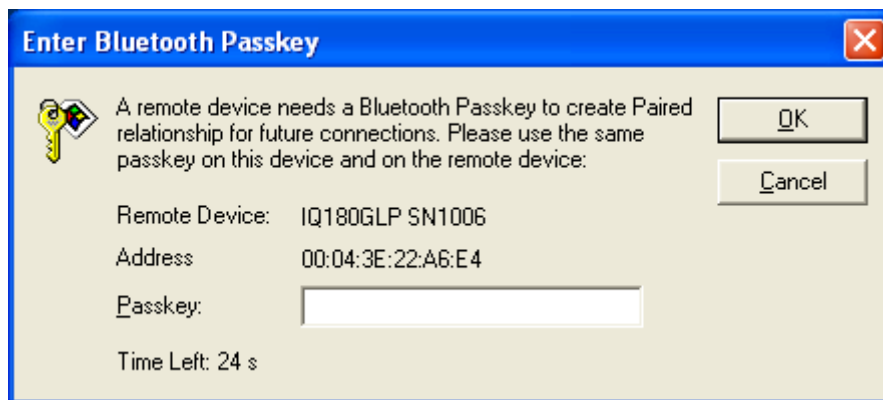 Enter Bluetooth Passkey
A remote device needs a Bluetooth Passkey to create Paired
relationship for future connections. Please use the same
passkey on this device and on the remote device:
OK
Cancel
Remote Device: IQ180GLP SN1006
Address 00:04:3E:22:A6:E4
Passkey:
Time Left: 24 s